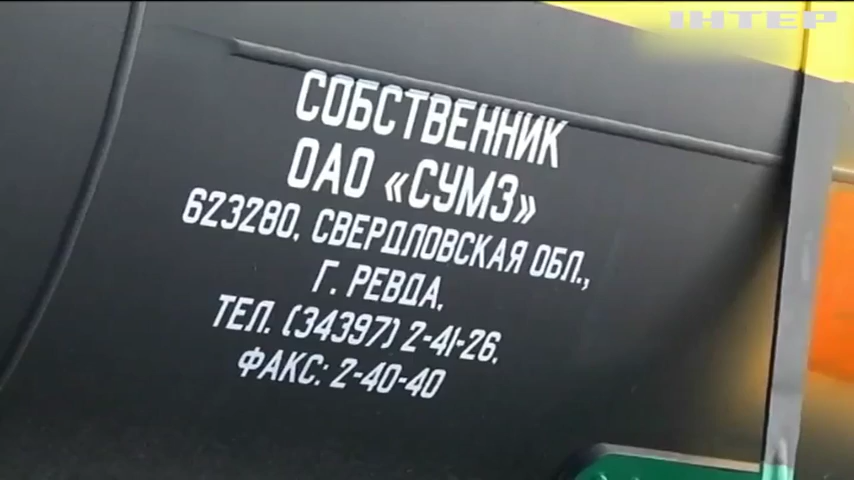 ІНТЕР
СОБСТВЕННИК
ОАО «СУМЗ»
623280, СВЕРДЛОВСКАЯ ОБЛ.,
Г. РЕВДА,
ТЕЛ. (34397) 2-41-26,
ФАКС: 2-40-40